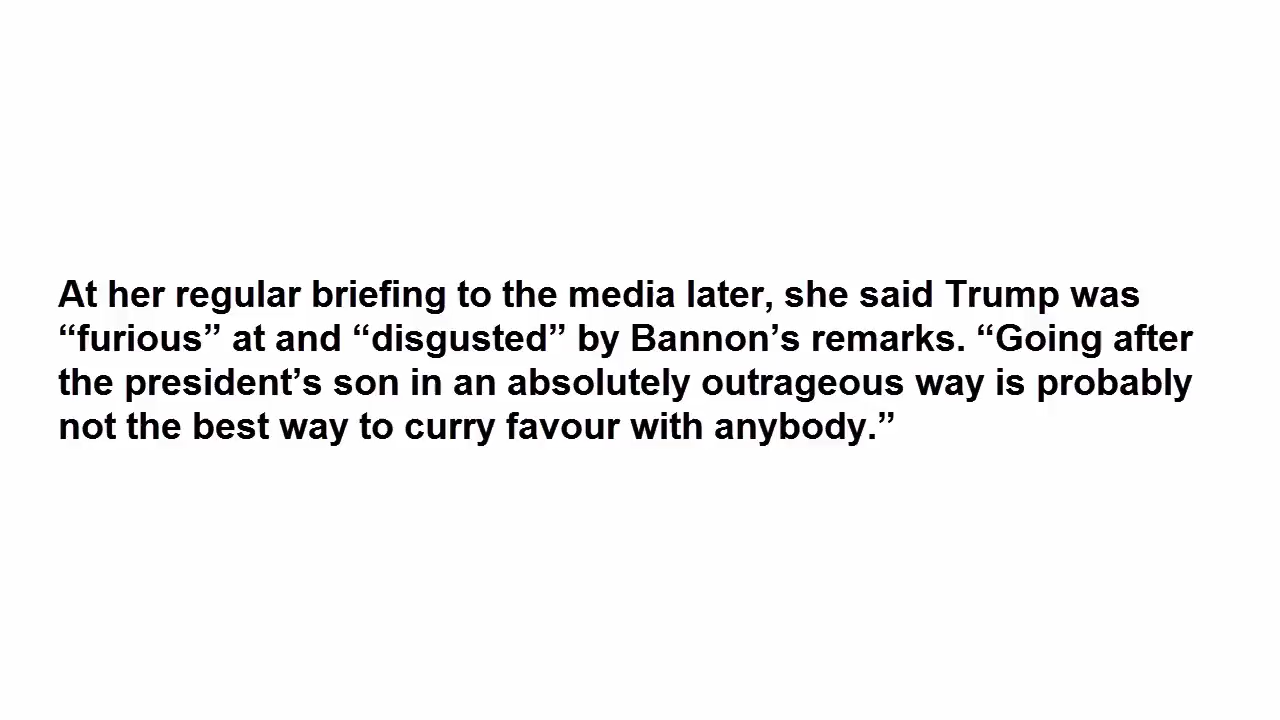 At her regular briefing to the media later, she said Trump was
“furious” at and “disgusted” by Bannon’s remarks. “Going after
the president’s son in an absolutely outrageous way is probably
not the best way to curry favour with anybody.”